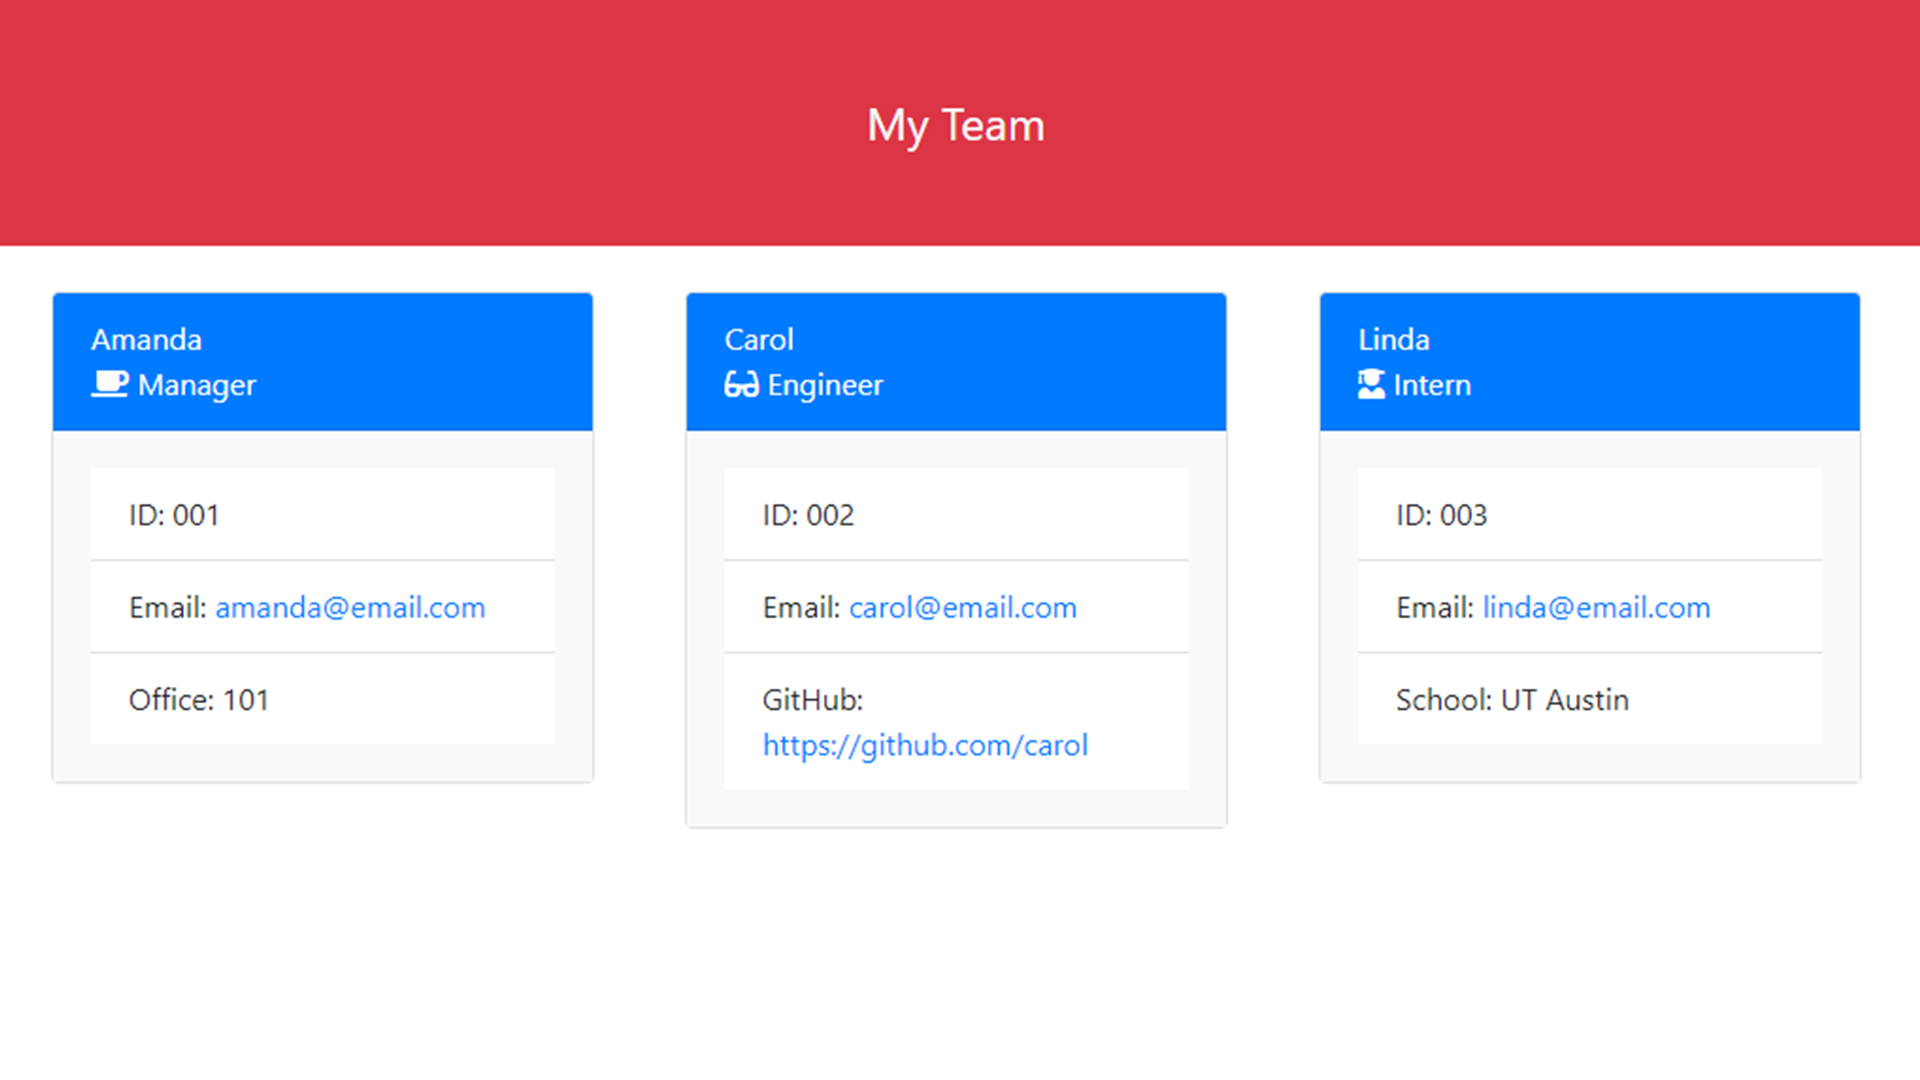 My Team
Amanda
Manager
ID: 001
Email: amanda@email.com
Office: 101
Carol
Engineer
ID: 002
Email: carol@email.com
GitHub:
https://github.com/carol
Linda
Intern
ID: 003
Email: linda@email.com
School: UT Austin